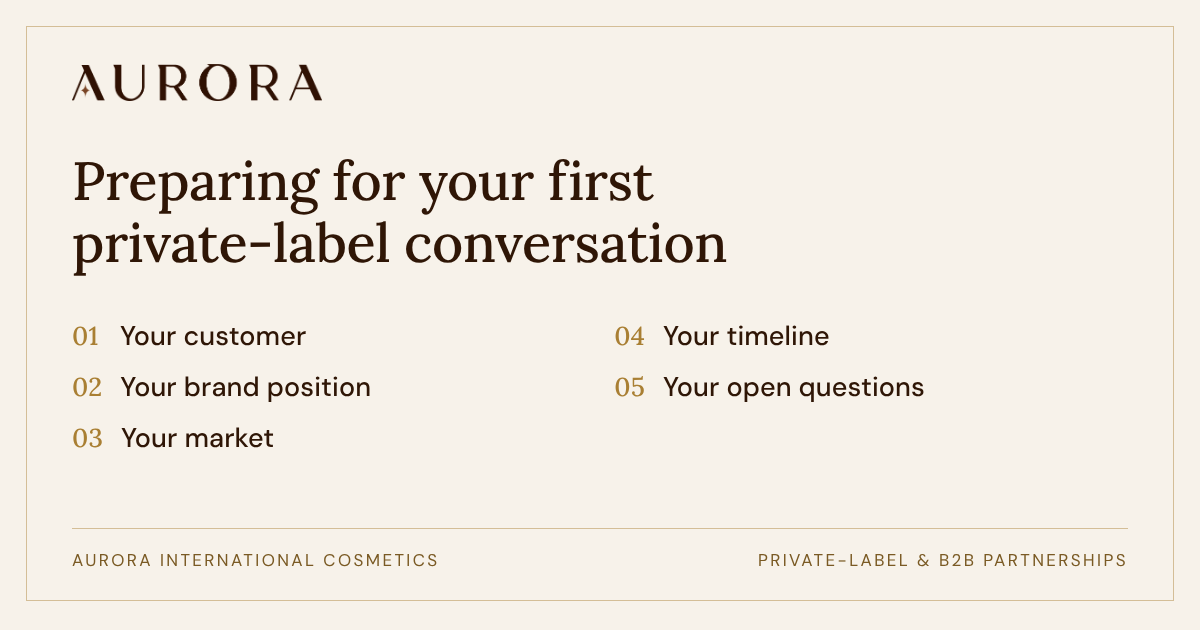 AURORA
Preparing for your first
private-label conversation
01 Your customer
02 Your brand position
03 Your market
04 Your timeline
05 Your open questions
AURORA INTERNATIONAL COSMETICS
PRIVATE-LABEL & B2B PARTNERSHIPS